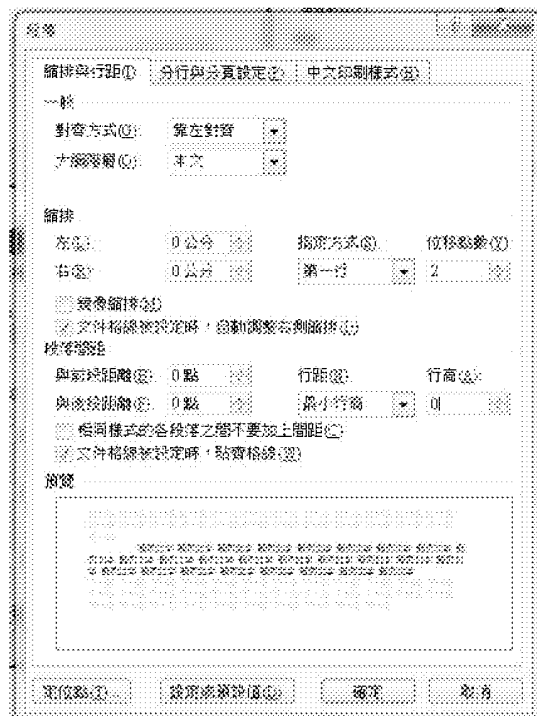 段落
縮排與行距(I) 分行與分頁設定(P) 中文印刷樣式(H)
一般
對齊方式(G): 靠左對齊
大綱階層(O): 本文
縮排
左(L): 0 公分 指定方式(S): 位移點數(Y):
右(R): 0 公分 第一行 2
鏡像縮排(M)
文件格線被設定時，自動調整右側縮排(D)
段落間距
與前段距離(B): 0 點 行距(N): 行高(A):
與後段距離(F): 0 點 最小行高 0
相同樣式的各段落之間不要加上間距(C)
文件格線被設定時，貼齊格線(W)
預覽
定位點(T)... 設定成預設值(D) 確定 取消